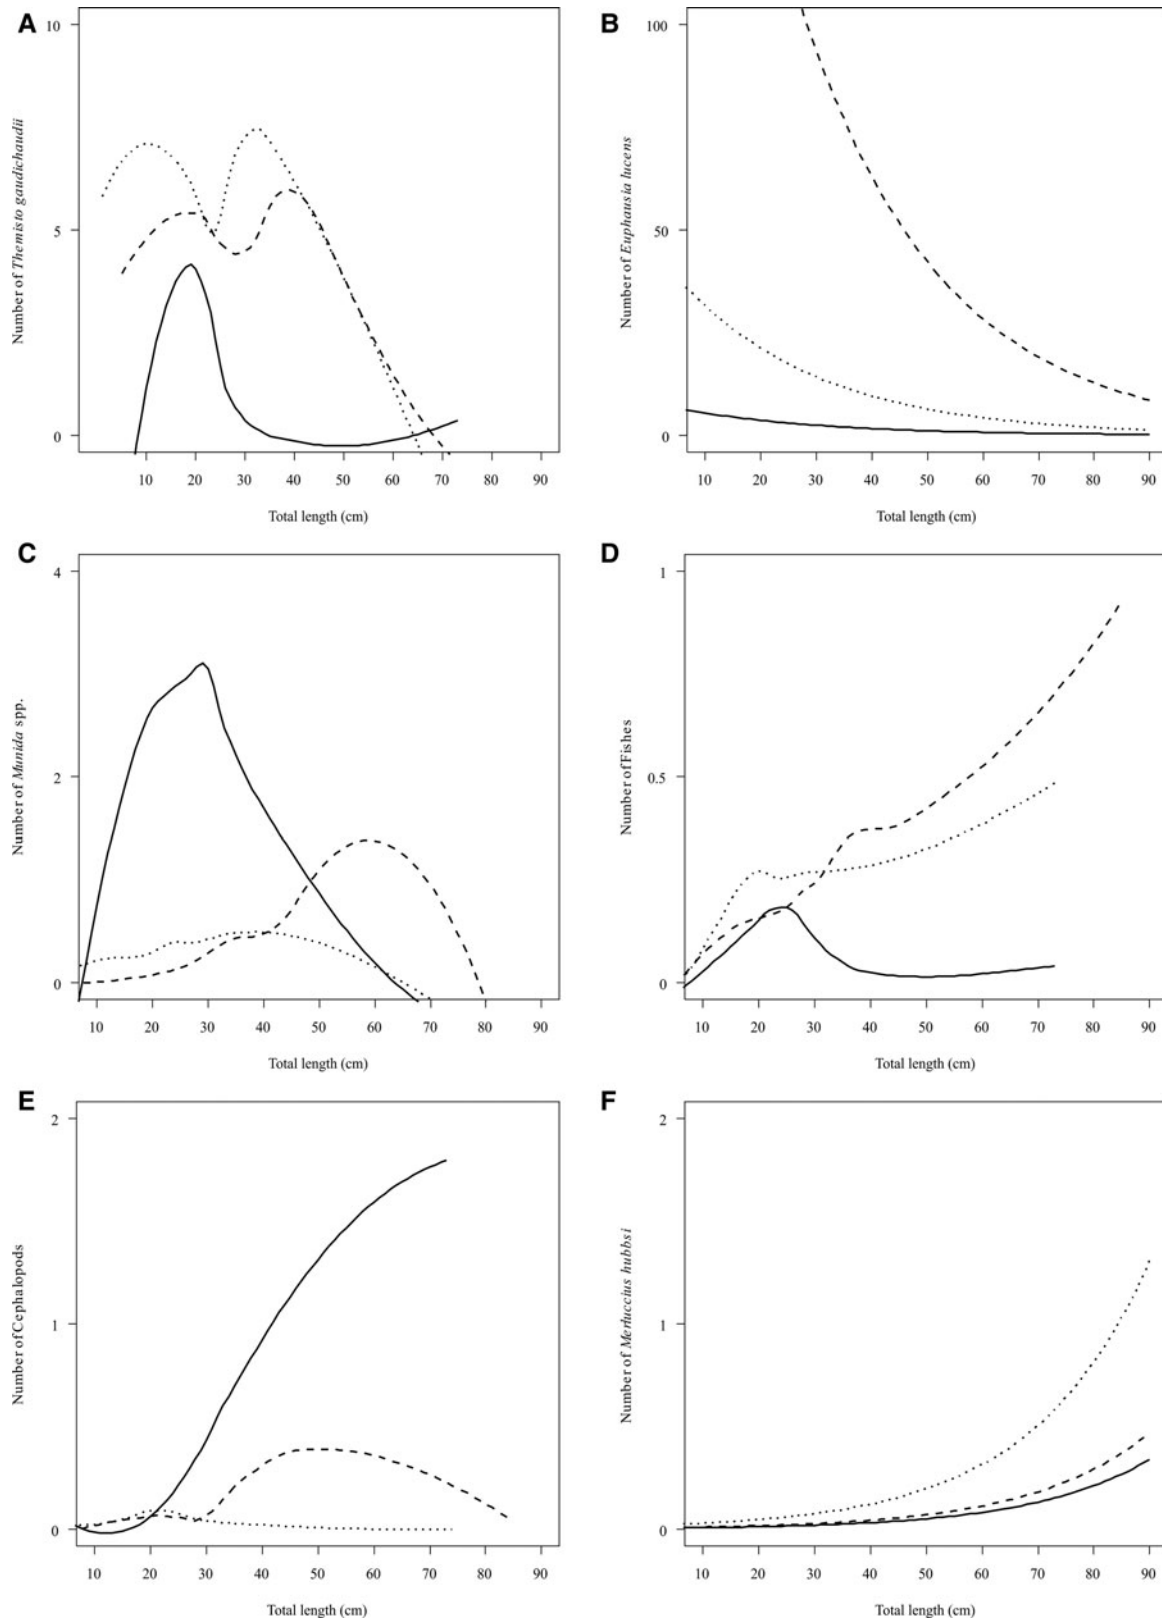 A
10
5
0
Number of Themisto gaudichaudii
10 20 30 40 50 60 70 80 90
Total length (cm)
B
100
50
0
Number of Euphausia lucens
10 20 30 40 50 60 70 80 90
Total length (cm)
C
4
2
0
Number of Munida spp.
10 20 30 40 50 60 70 80 90
Total length (cm)
D
1
0.5
0
Number of Fishes
10 20 30 40 50 60 70 80 90
Total length (cm)
E
2
1
0
Number of Cephalopods
10 20 30 40 50 60 70 80 90
Total length (cm)
F
2
1
0
Number of Merluccius hubbsi
10 20 30 40 50 60 70 80 90
Total length (cm)